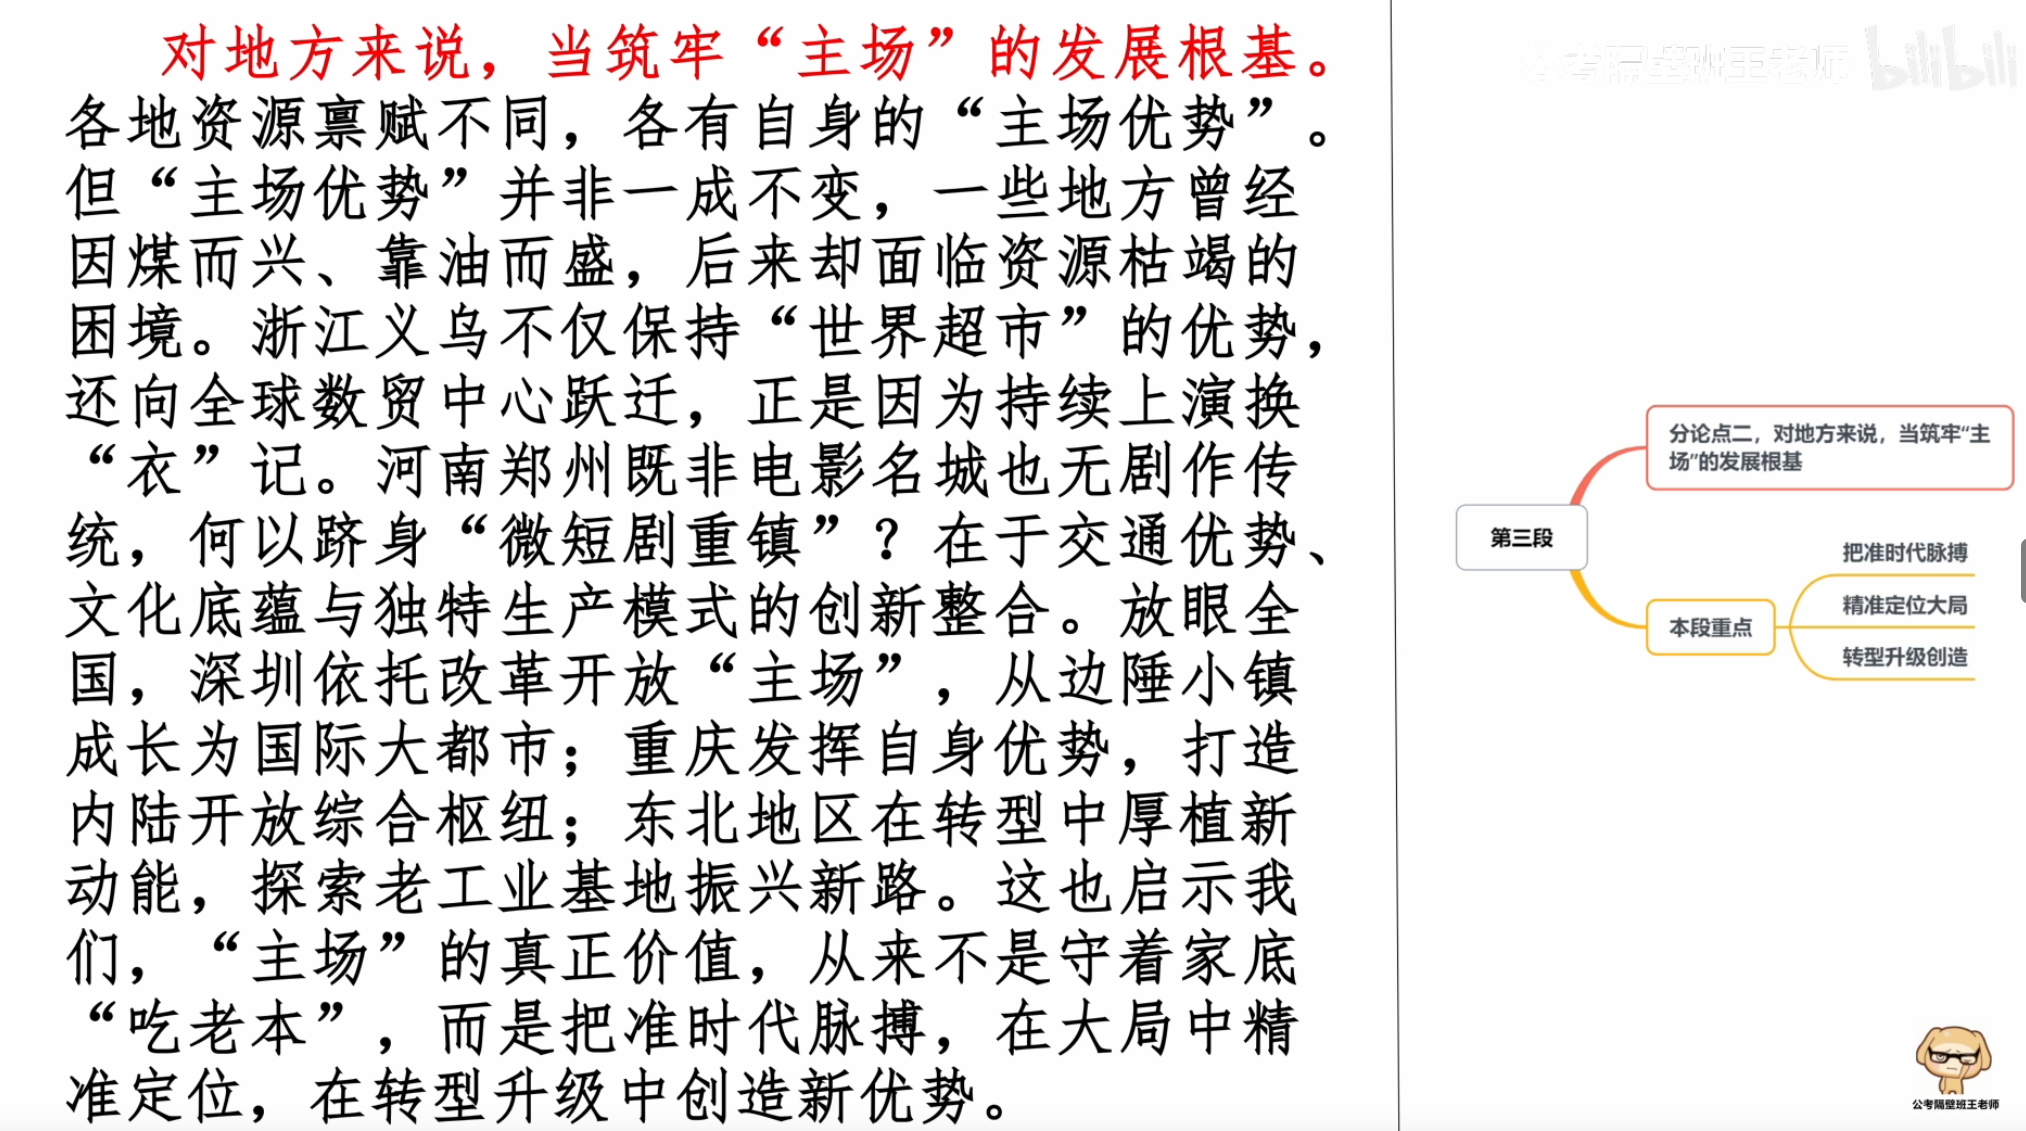 对地方来说，当筑牢“主场”的发展根基。
各地资源禀赋不同，各有自身的“主场优势”。
但“主场优势”并非一成不变，一些地方曾经
因煤而兴、靠油而盛，后来却面临资源枯竭的
困境。浙江义乌不仅保持“世界超市”的优势，
还向全球数贸中心跃迁，正是因为持续上演换
“衣”记。河南郑州既非电影名城也无剧作传
统，何以跻身“微短剧重镇”？在于交通优势、
文化底蕴与独特生产模式的创新整合。放眼全
国，深圳依托改革开放“主场”，从边陲小镇
成长为国际大都市；重庆发挥自身优势，打造
内陆开放综合枢纽；东北地区在转型中厚植新
动能，探索老工业基地振兴新路。这也启示我
们，“主场”的真正价值，从来不是守着家底
“吃老本”，而是把准时代脉搏，在大局中精
准定位，在转型升级中创造新优势。
公考隔壁班王老师 bilibili
分论点二，对地方来说，当筑牢“主
场”的发展根基
第三段
本段重点
把准时代脉搏
精准定位大局
转型升级创造
公考隔壁班王老师